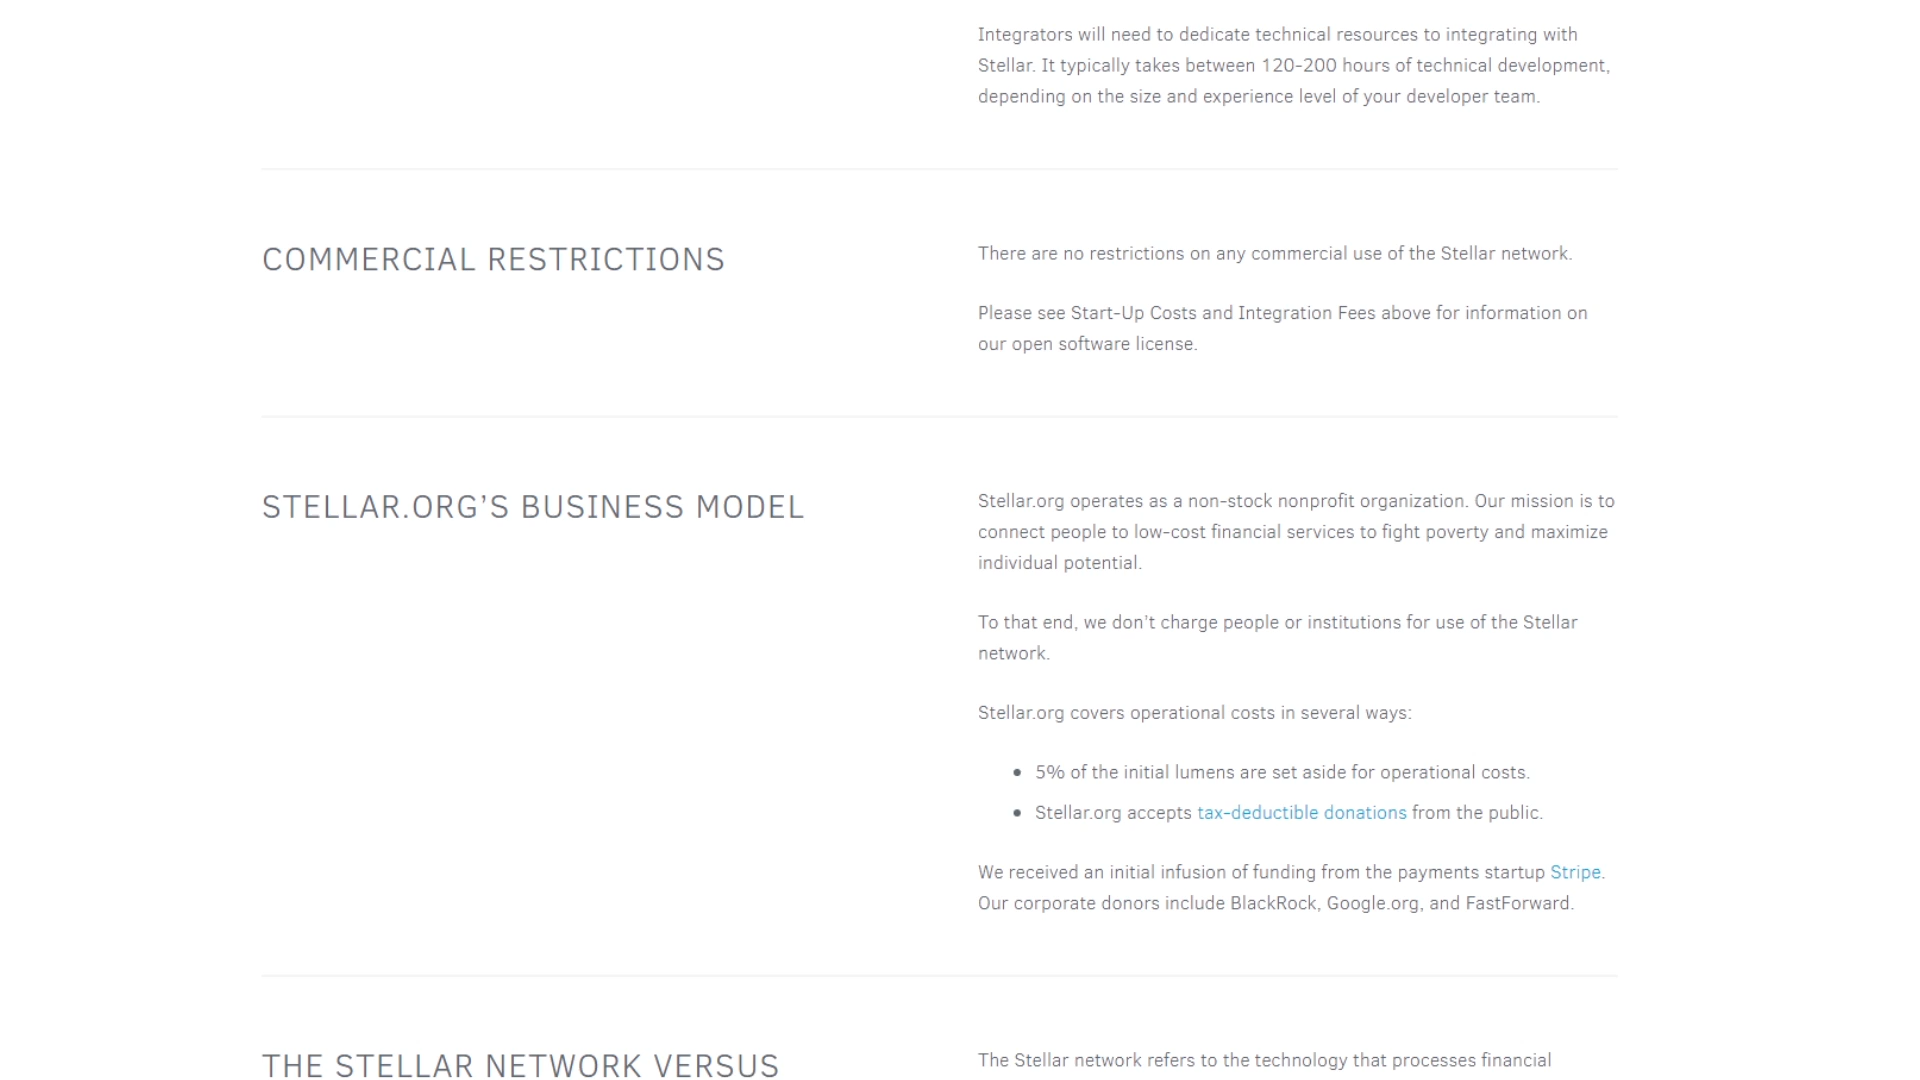 Integrators will need to dedicate technical resources to integrating with
Stellar. It typically takes between 120-200 hours of technical development,
depending on the size and experience level of your developer team.
COMMERCIAL RESTRICTIONS
There are no restrictions on any commercial use of the Stellar network.
Please see Start-Up Costs and Integration Fees above for information on
our open software license.
STELLAR.ORG’S BUSINESS MODEL
Stellar.org operates as a non-stock nonprofit organization. Our mission is to
connect people to low-cost financial services to fight poverty and maximize
individual potential.
To that end, we don’t charge people or institutions for use of the Stellar
network.
Stellar.org covers operational costs in several ways:
• 5% of the initial lumens are set aside for operational costs.
• Stellar.org accepts tax-deductible donations from the public.
We received an initial infusion of funding from the payments startup Stripe.
Our corporate donors include BlackRock, Google.org, and FastForward.
THE STELLAR NETWORK VERSUS
The Stellar network refers to the technology that processes financial